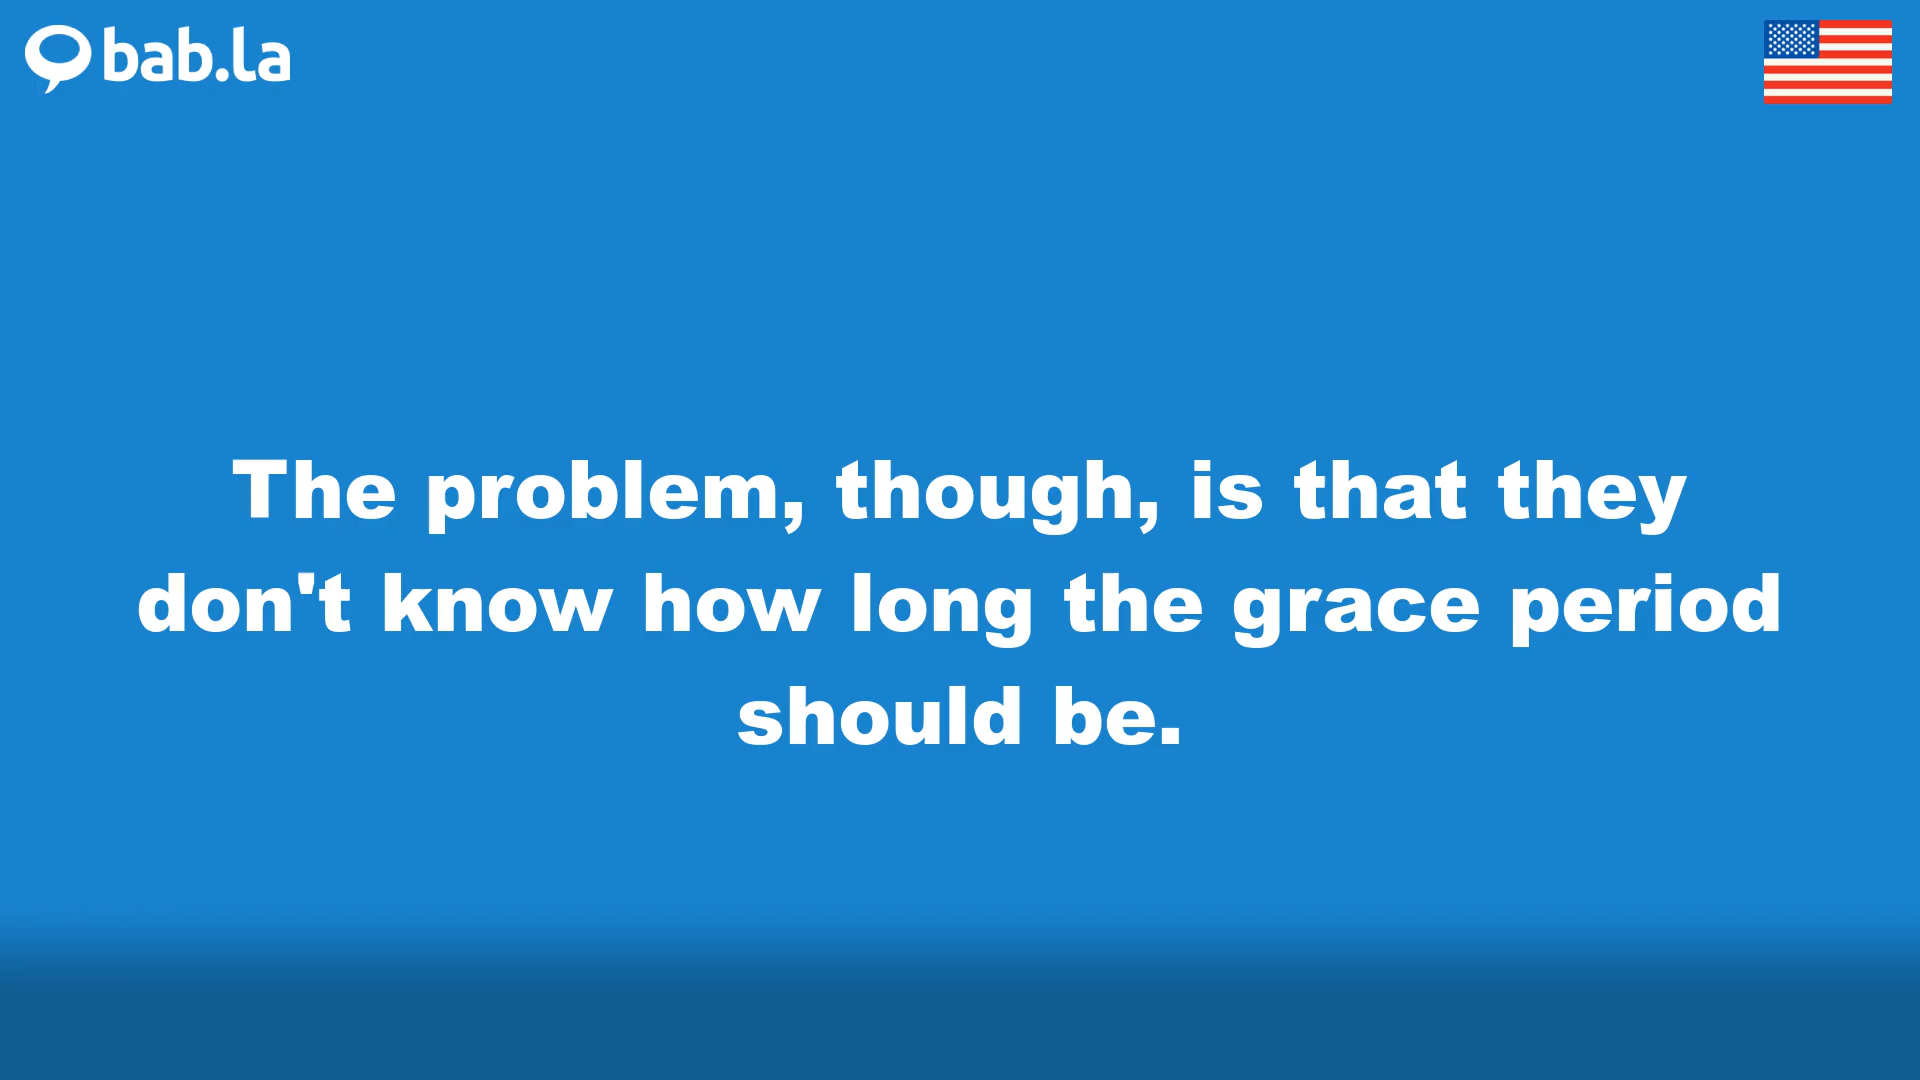 bab.la
The problem, though, is that they
don't know how long the grace period
should be.